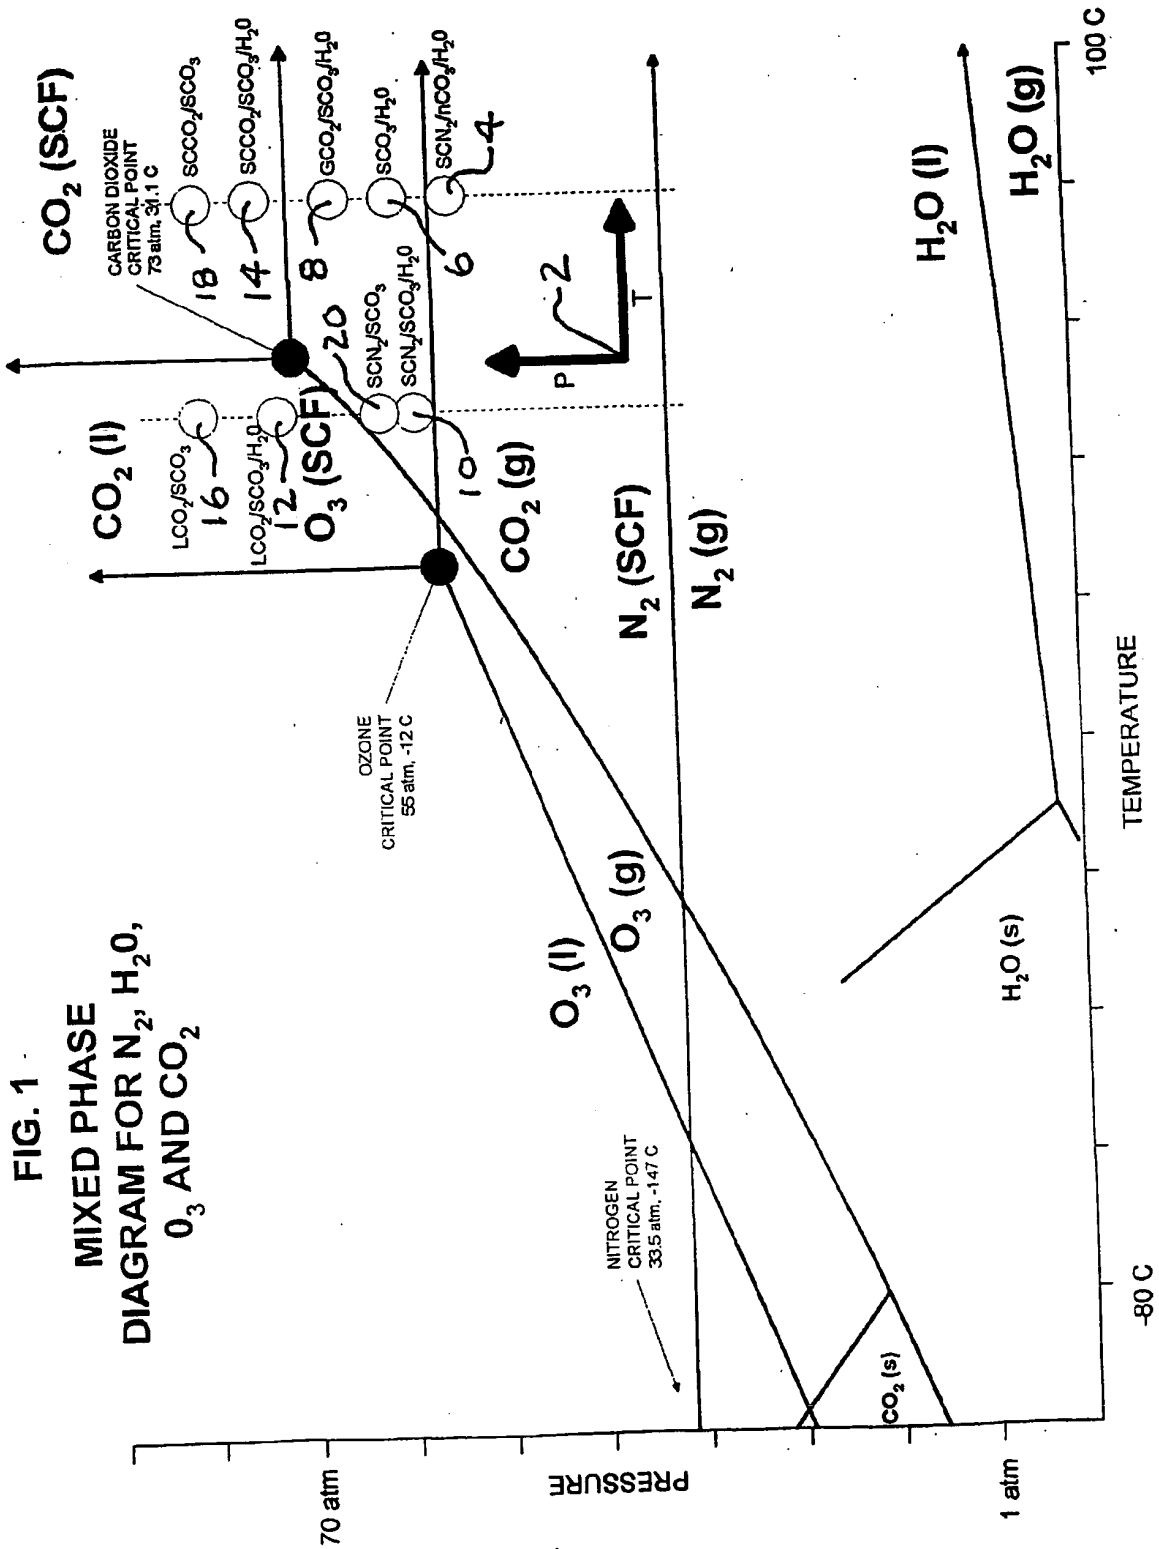 FIG. 1
MIXED PHASE
DIAGRAM FOR N2, H20,
03 AND CO2
CO2 (l)
CO2 (SCF)
CARBON DIOXIDE
CRITICAL POINT
73 atm, 31.1 C
LCO2/SCO3
16
LCO2/SCO3/H20
12
O3 (SCF)
18
SCCO2/SCO3
14
SCCO2/SCO3/H20
8
GCO2/SCO3/H20
6
SCO3/H20
4
SCN2/nCO3/H20
20
SCN2/SCO3
SCN2/SCO3/H20
10
OZONE
CRITICAL POINT
55 atm, -12 C
CO2 (g)
P
2
T
O3 (l)
O3 (g)
N2 (SCF)
N2 (g)
NITROGEN
CRITICAL POINT
33.5 atm, -147 C
CO2 (s)
H2O (s)
H2O (l)
H2O (g)
70 atm
PRESSURE
1 atm
-80 C
TEMPERATURE
100 C